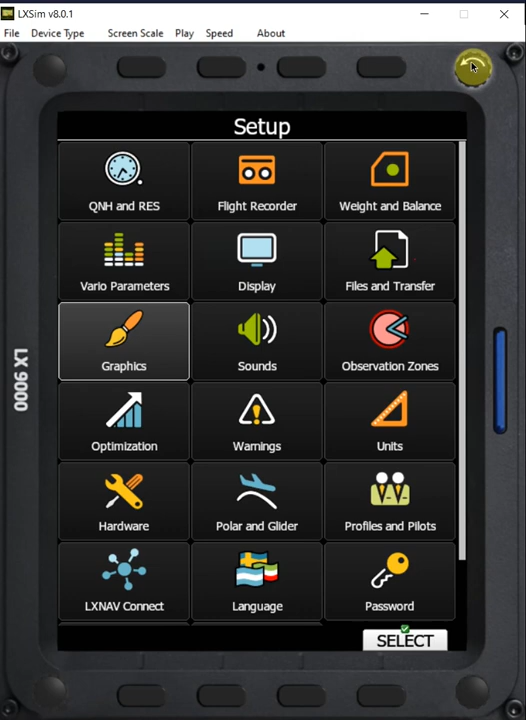 LXSim v8.0.1
File Device Type Screen Scale Play Speed About
Setup
QNH and RES Flight Recorder Weight and Balance
Vario Parameters Display Files and Transfer
Graphics Sounds Observation Zones
Optimization Warnings Units
Hardware Polar and Glider Profiles and Pilots
LXNAV Connect Language Password
SELECT
LX 9000